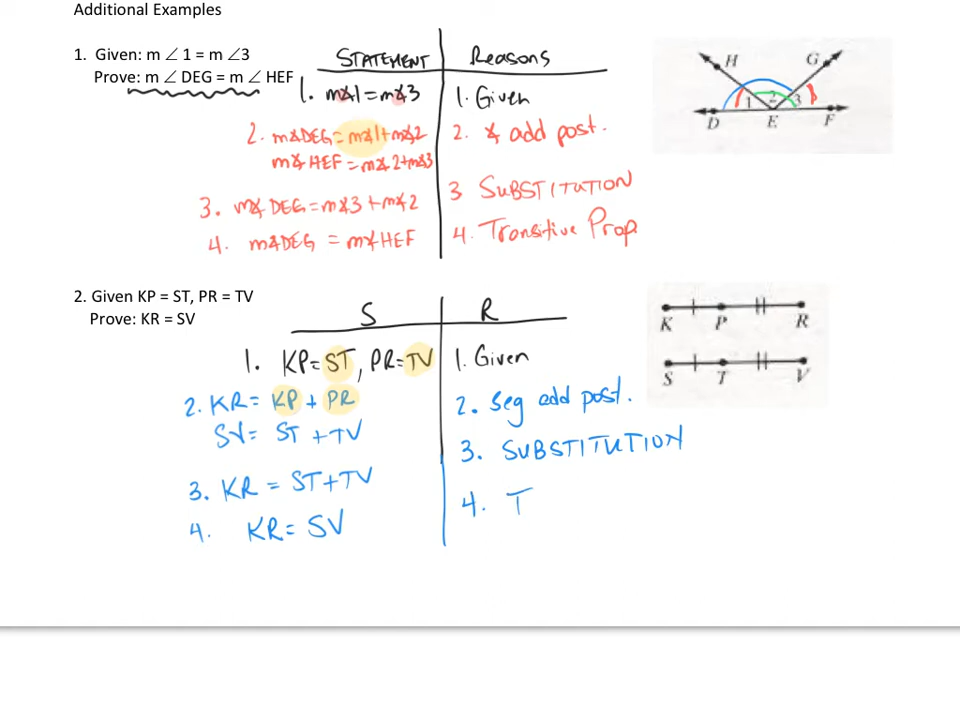 Additional Examples
1. Given: m ∠ 1 = m ∠3
Prove: m ∠ DEG = m ∠ HEF
STATEMENT Reasons
1. m∡1 = m∡3 1. Given
2. m∡DEG = m∡1 + m∡2 2. ∡ add post.
m∡HEF = m∡2 + m∡3
3. m∡DEG = m∡3 + m∡2 3 SUBSTITUTION
4. m∡DEG = m∡HEF 4. Transitive Prop
H G
1 2 3
D E F
2. Given KP = ST, PR = TV
Prove: KR = SV
S R
1. KP = ST, PR = TV 1. Given
2. KR = KP + PR 2. Seg add post.
SV = ST + TV
3. KR = ST + TV 3. SUBSTITUTION
4. KR = SV 4. T
K P R
S T V